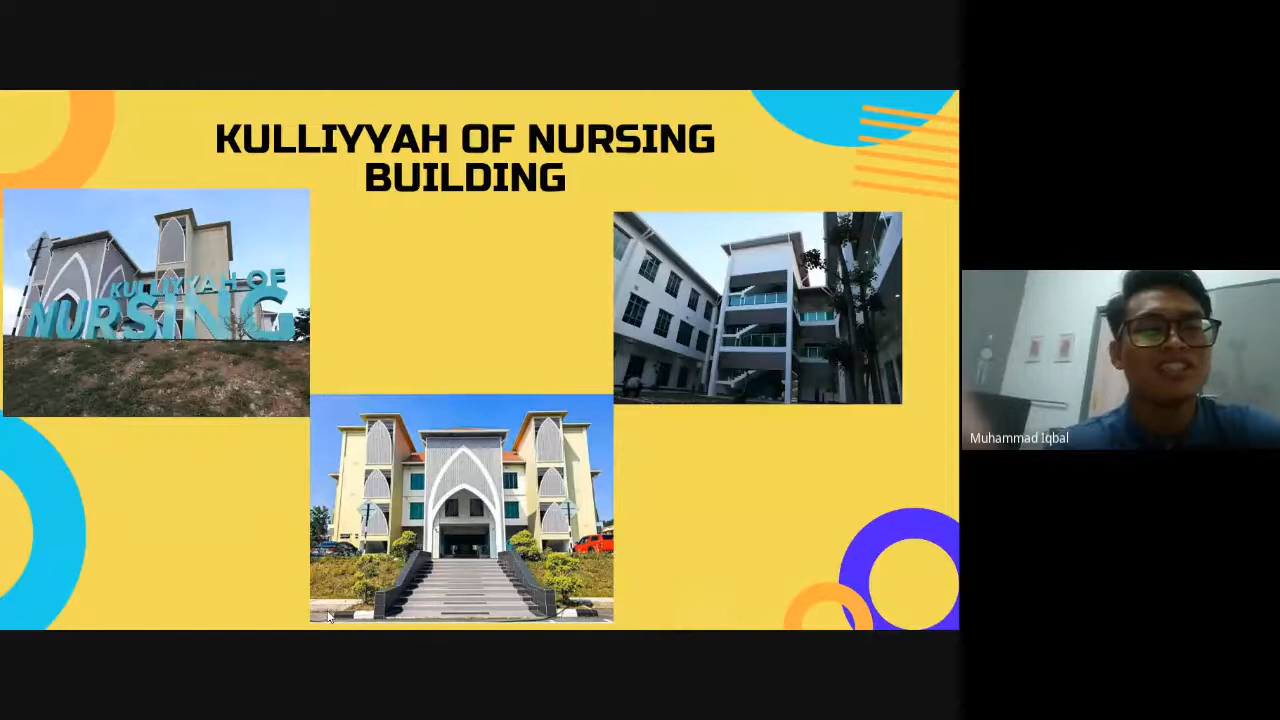 KULLIYYAH OF NURSING
BUILDING
KULLIYYAH OF
NURSING
Muhammad Iqbal